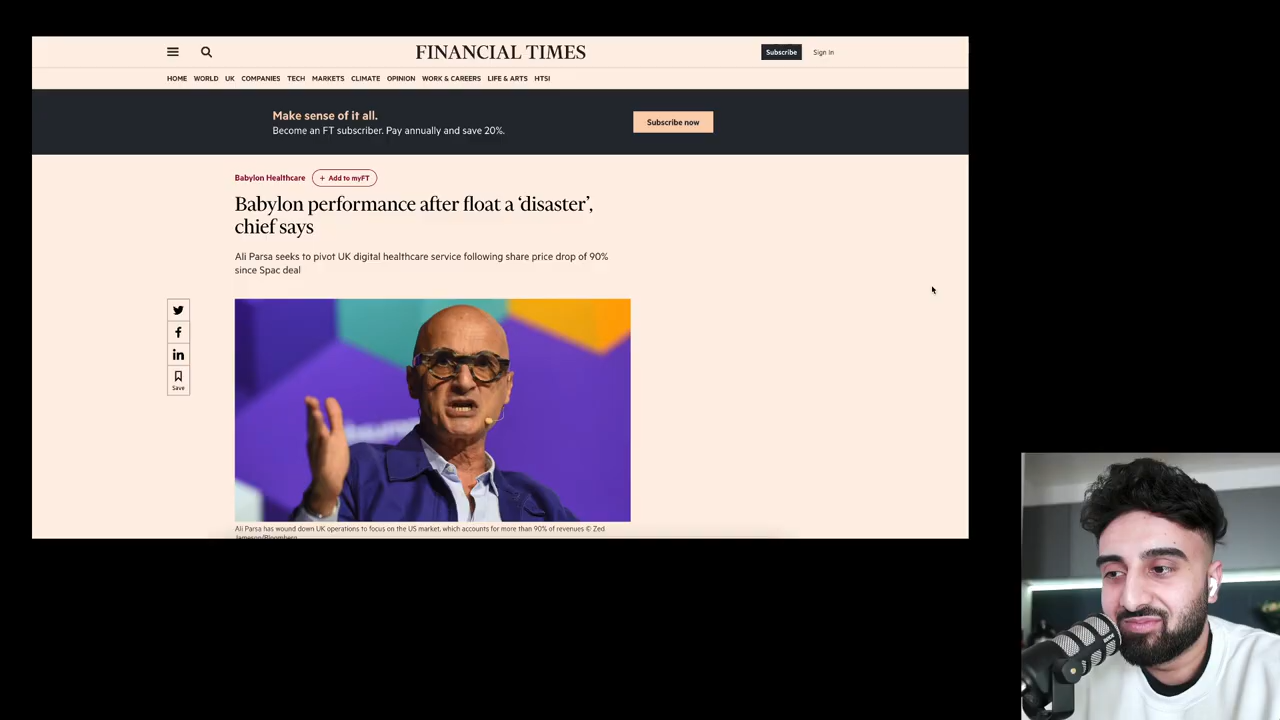 FINANCIAL TIMES
Subscribe
Sign In
HOME WORLD UK COMPANIES TECH MARKETS CLIMATE OPINION WORK & CAREERS LIFE & ARTS HTSI
Make sense of it all.
Become an FT subscriber. Pay annually and save 20%.
Subscribe now
Babylon Healthcare
+ Add to myFT
Babylon performance after float a ‘disaster’,
chief says
Ali Parsa seeks to pivot UK digital healthcare service following share price drop of 90%
since Spac deal
Save
Ali Parsa has wound down UK operations to focus on the US market, which accounts for more than 90% of revenues © Zed
Jameson/Bloomberg
RODE